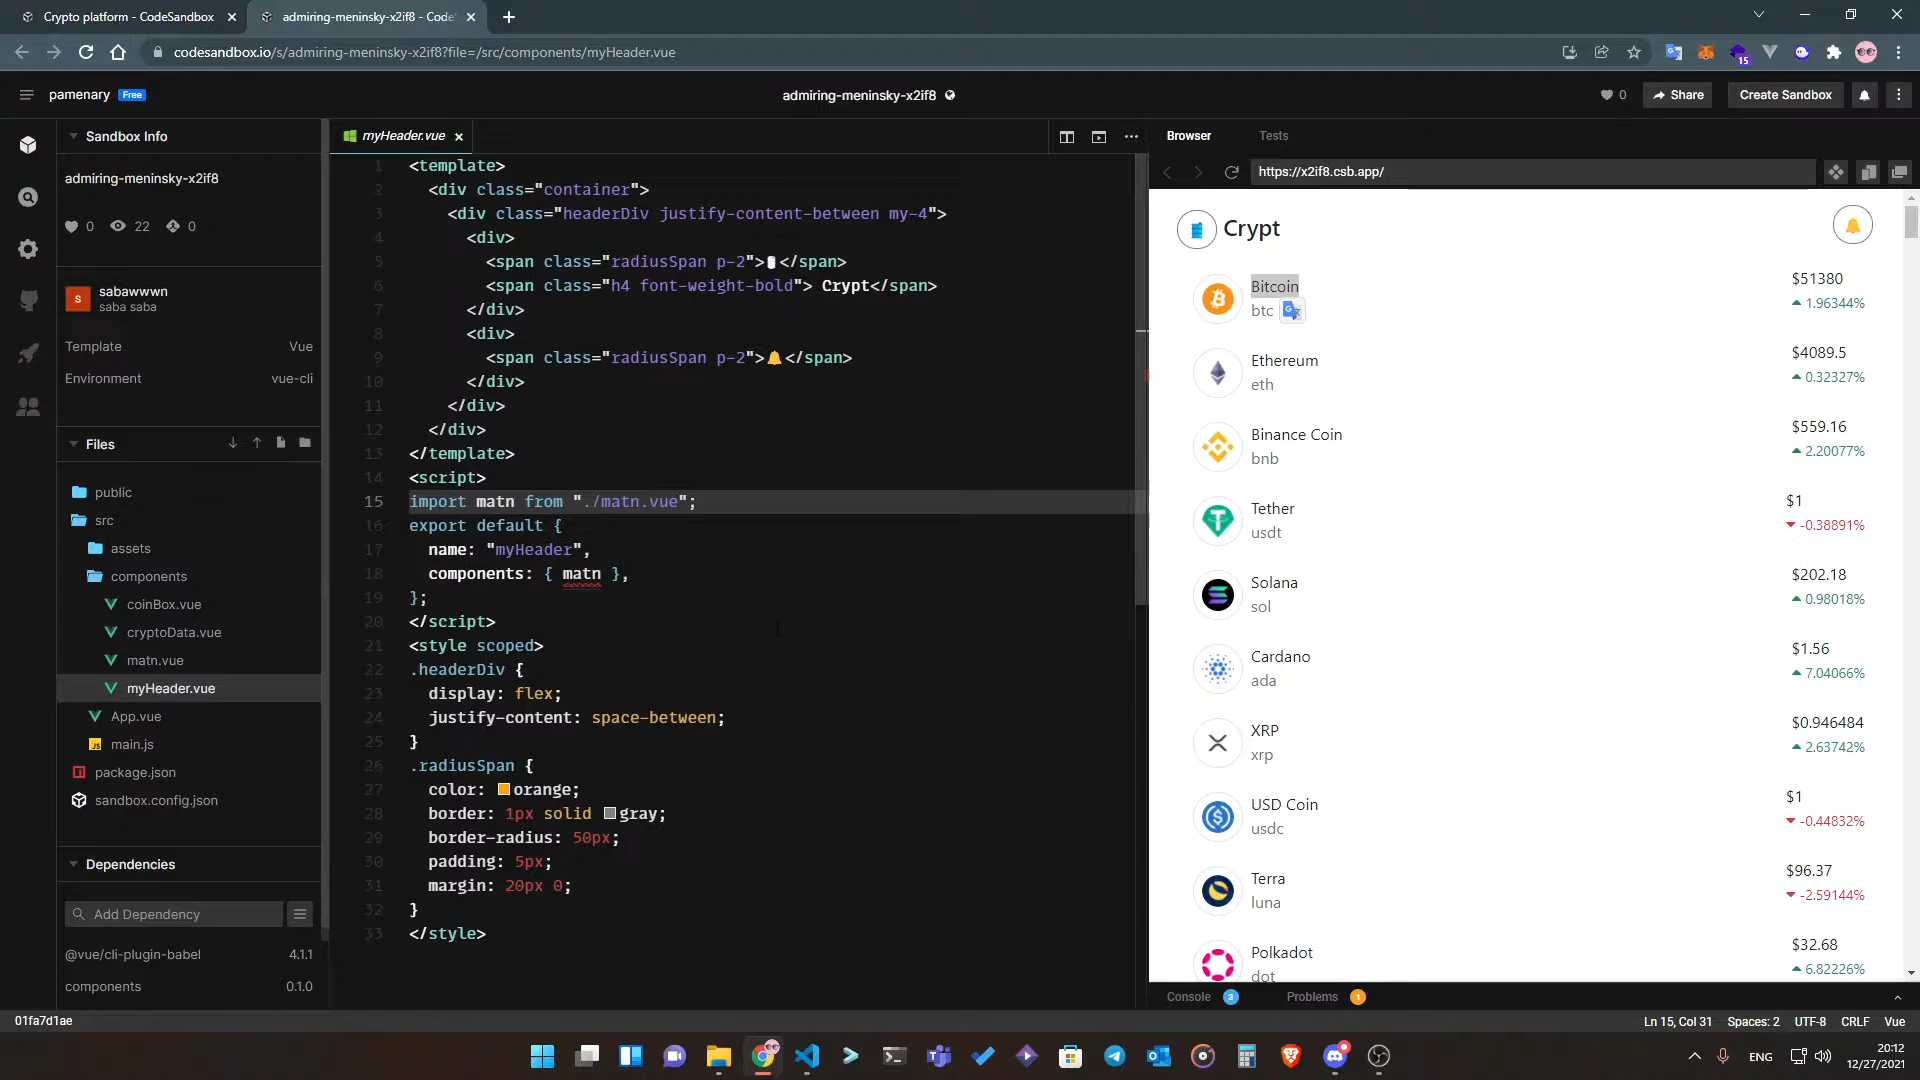 Crypto platform - CodeSandbox
admiring-meninsky-x2if8 - Code
codesandbox.io/s/admiring-meninsky-x2if8?file=/src/components/myHeader.vue
15
pamenary Free
admiring-meninsky-x2if8
0
Share
Create Sandbox
Sandbox Info
admiring-meninsky-x2if8
0 22 0
S
sabawwwn
saba saba
Template Vue
Environment vue-cli
Files
public
src
assets
components
coinBox.vue
cryptoData.vue
matn.vue
myHeader.vue
App.vue
JS main.js
package.json
sandbox.config.json
Dependencies
Add Dependency
@vue/cli-plugin-babel 4.1.1
components 0.1.0
myHeader.vue
1 <template>
2 <div class="container">
3 <div class="headerDiv justify-content-between my-4">
4 <div>
5 <span class="radiusSpan p-2">🛢</span>
6 <span class="h4 font-weight-bold"> Crypt</span>
7 </div>
8 <div>
9 <span class="radiusSpan p-2">🔔</span>
10 </div>
11 </div>
12 </div>
13 </template>
14 <script>
15 import matn from "./matn.vue";
16 export default {
17 name: "myHeader",
18 components: { matn },
19 };
20 </script>
21 <style scoped>
22 .headerDiv {
23 display: flex;
24 justify-content: space-between;
25 }
26 .radiusSpan {
27 color: orange;
28 border: 1px solid gray;
29 border-radius: 50px;
30 padding: 5px;
31 margin: 20px 0;
32 }
33 </style>
Browser Tests
https://x2if8.csb.app/
Crypt
Bitcoin $51380
btc 1.96344%
Ethereum $4089.5
eth 0.32327%
Binance Coin $559.16
bnb 2.20077%
Tether $1
usdt -0.38891%
Solana $202.18
sol 0.98018%
Cardano $1.56
ada 7.04066%
XRP $0.946484
xrp 2.63742%
USD Coin $1
usdc -0.44832%
Terra $96.37
luna -2.59144%
Polkadot $32.68
dot 6.82226%
Console 3 Problems 1
01fa7d1ae
Ln 15, Col 31 Spaces: 2 UTF-8 CRLF Vue
ENG
20:12
12/27/2021